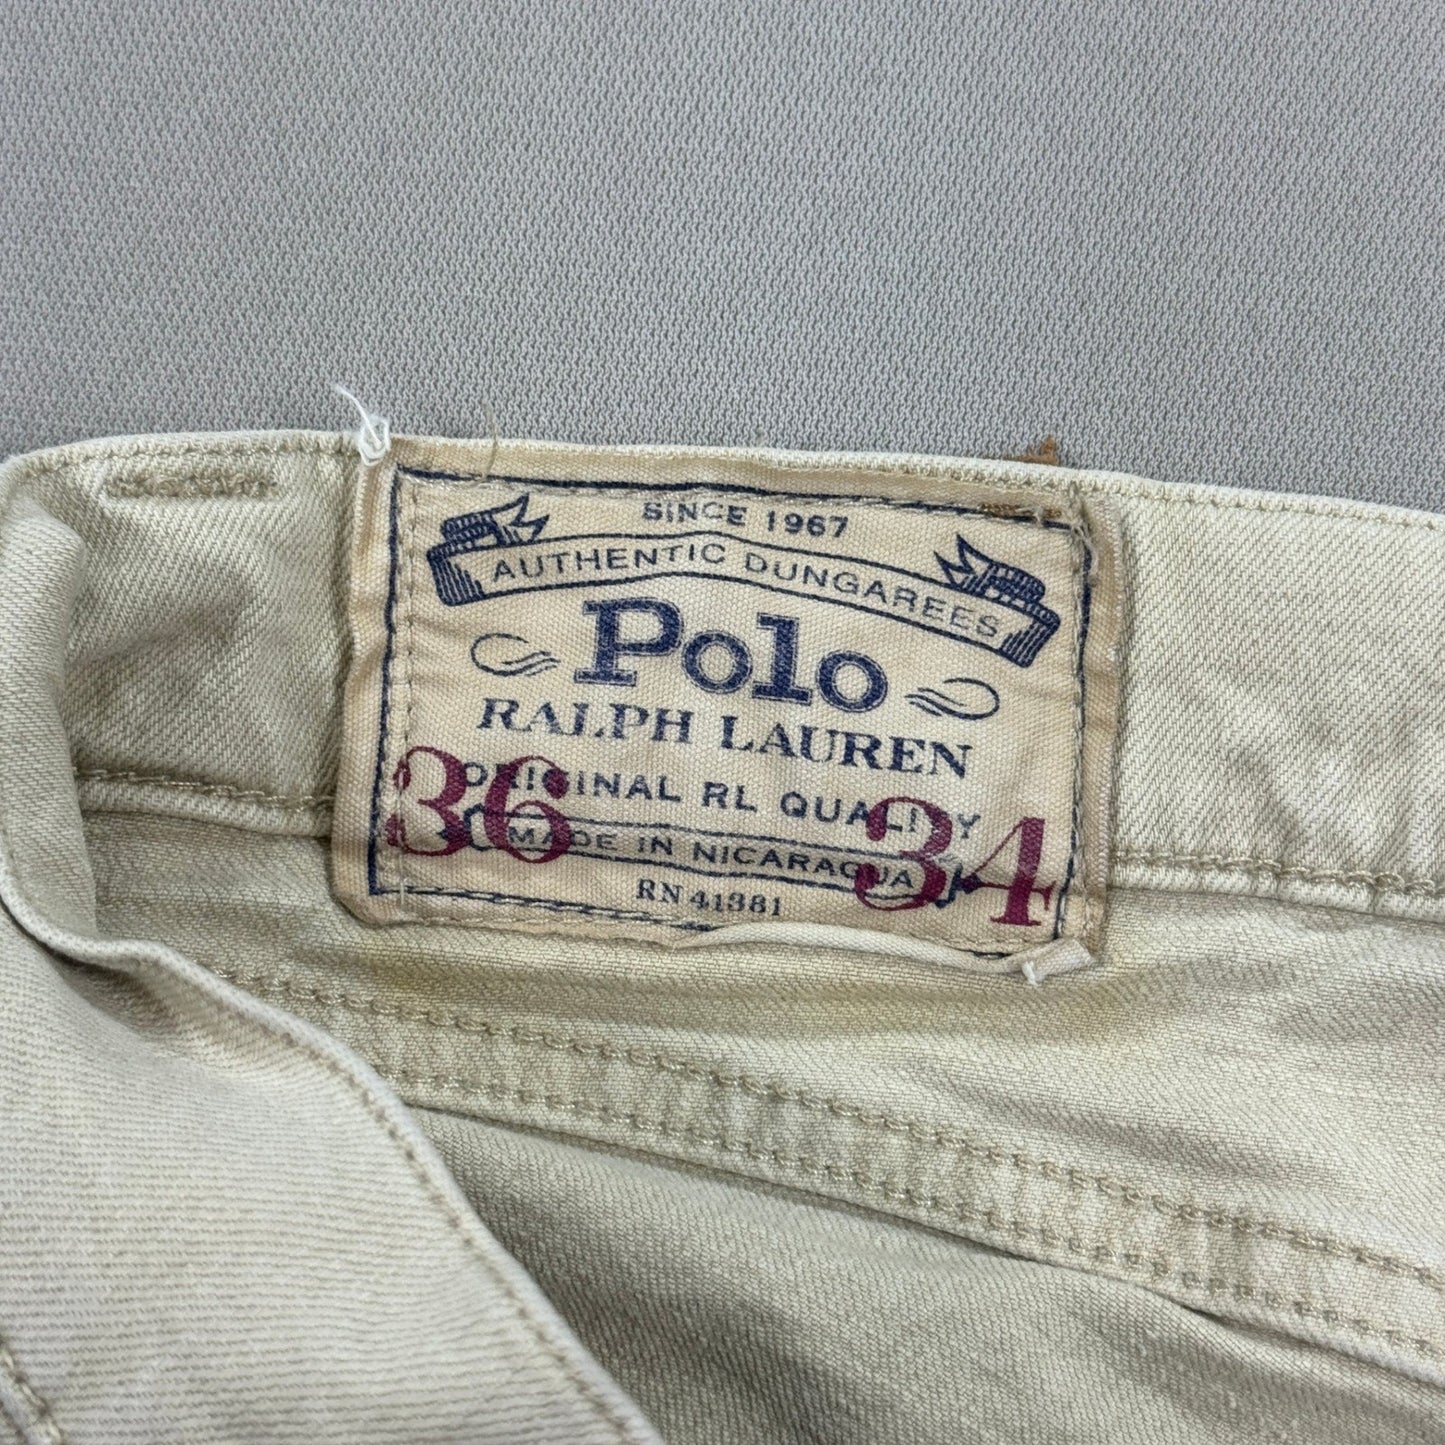 SINCE 1967
AUTHENTIC DUNGAREES
Polo
RALPH LAUREN
ORIGINAL RL QUALITY
36 34
MADE IN NICARAGUA
RN 41381